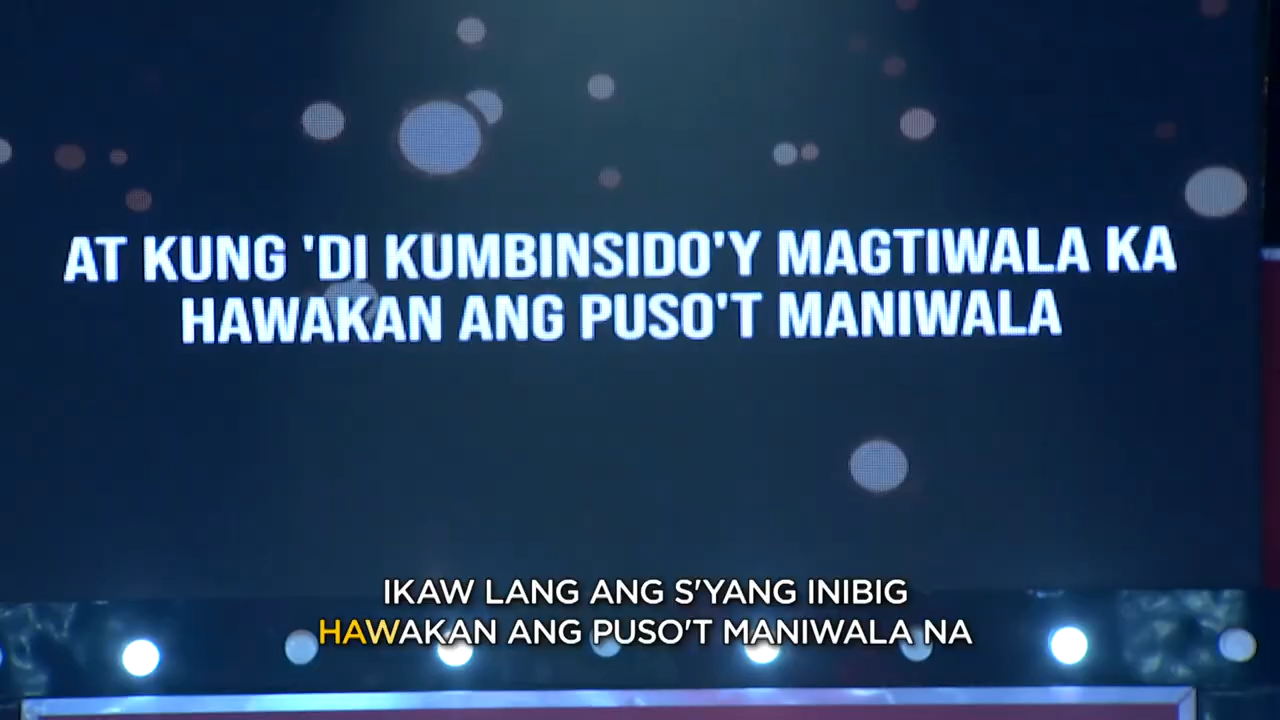 AT KUNG 'DI KUMBINSIDO'Y MAGTIWALA KA
HAWAKAN ANG PUSO'T MANIWALA
IKAW LANG ANG S'YANG INIBIG
HAWAKAN ANG PUSO'T MANIWALA NA